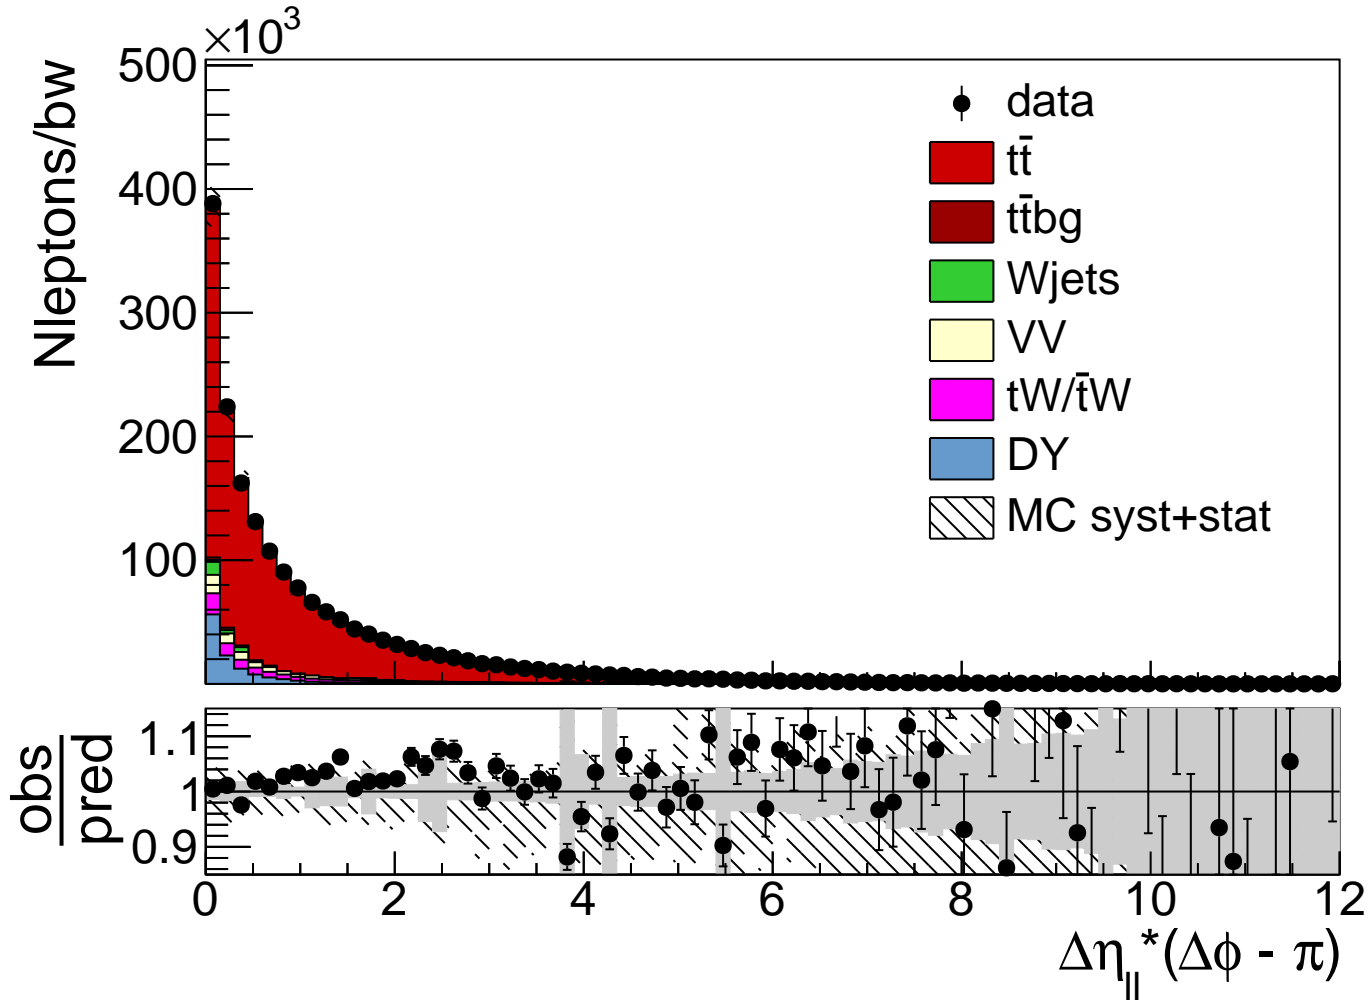 ×10³
500
400
300
200
100
Nleptons/bw
data
tt̄
tt̄bg
Wjets
VV
tW/t̄W
DY
MC syst+stat
obs
pred
1.1
1
0.9
0 2 4 6 8 10 12
Δη||*(Δϕ - π)